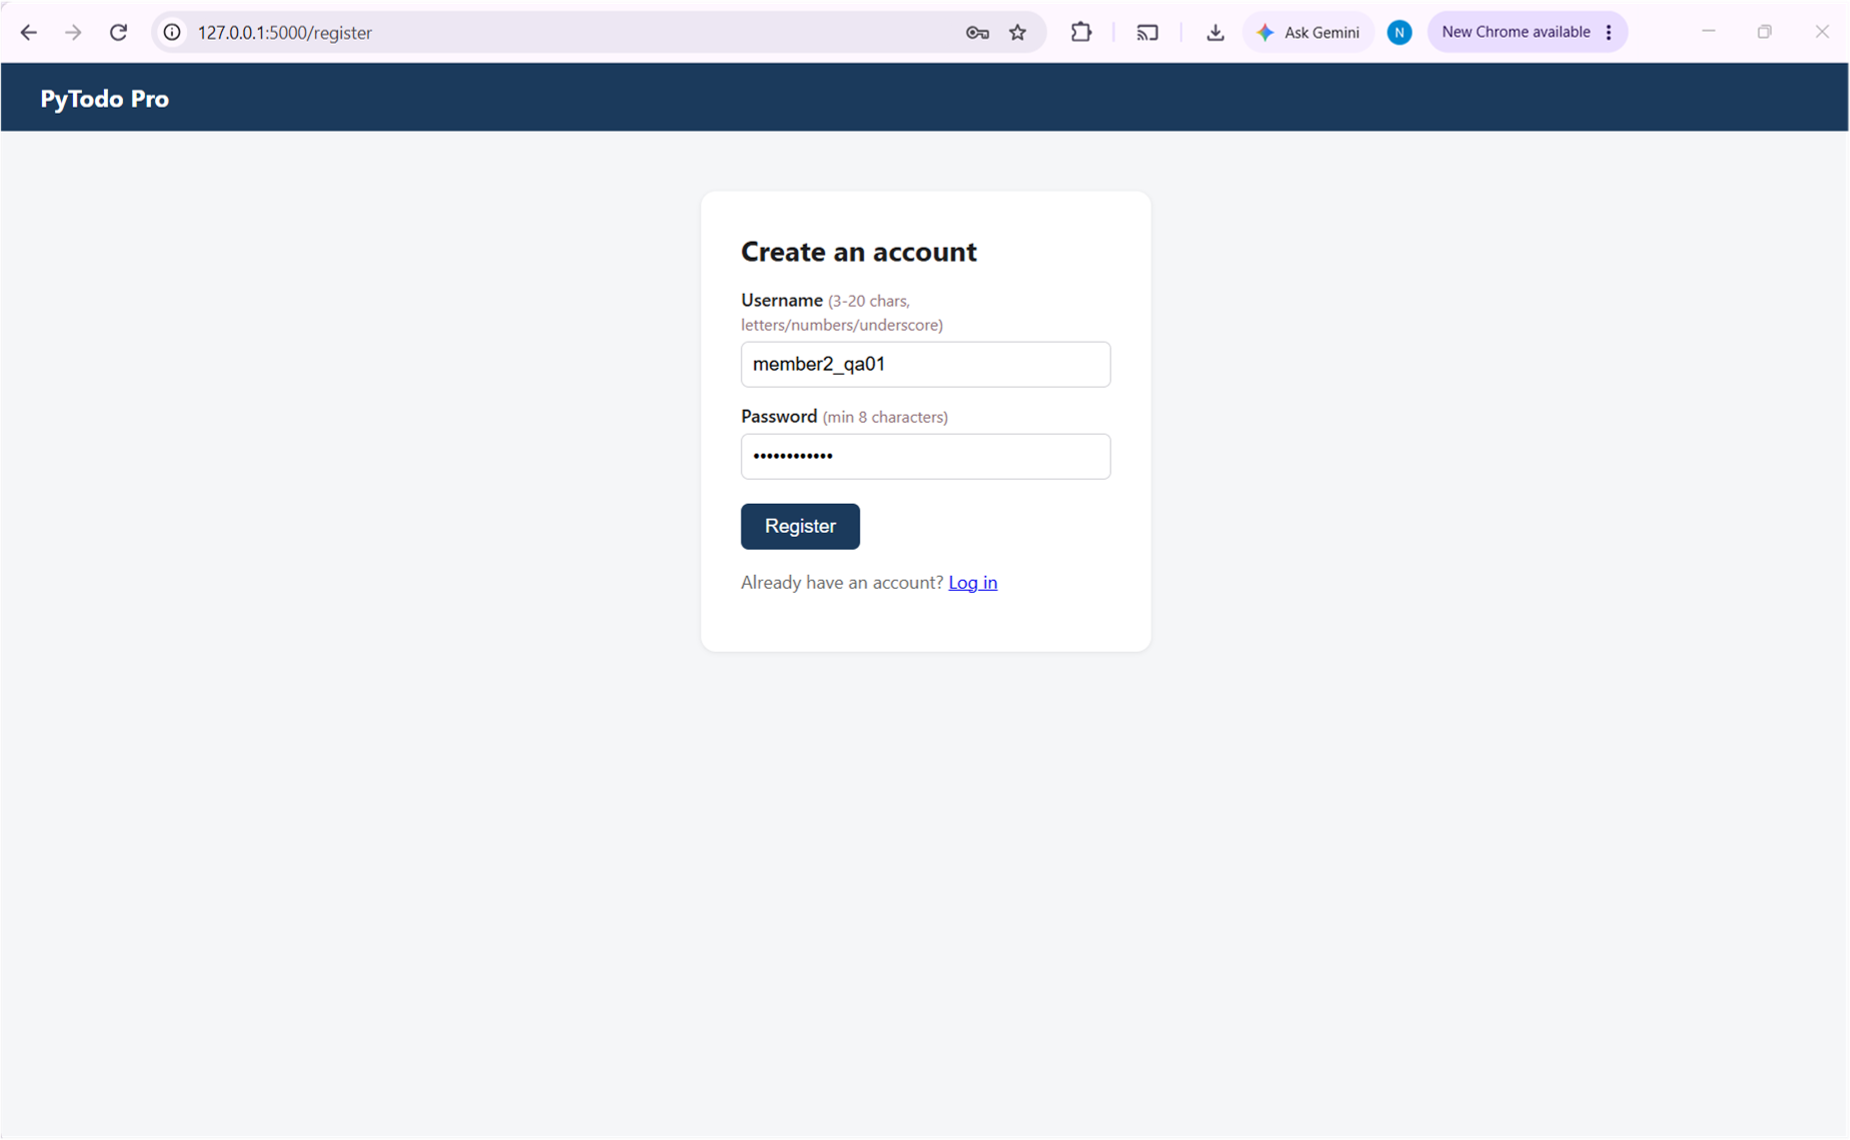 127.0.0.1:5000/register
Ask Gemini
N
New Chrome available
PyTodo Pro
Create an account
Username (3-20 chars,
letters/numbers/underscore)
member2_qa01
Password (min 8 characters)
••••••••••••
Register
Already have an account? Log in